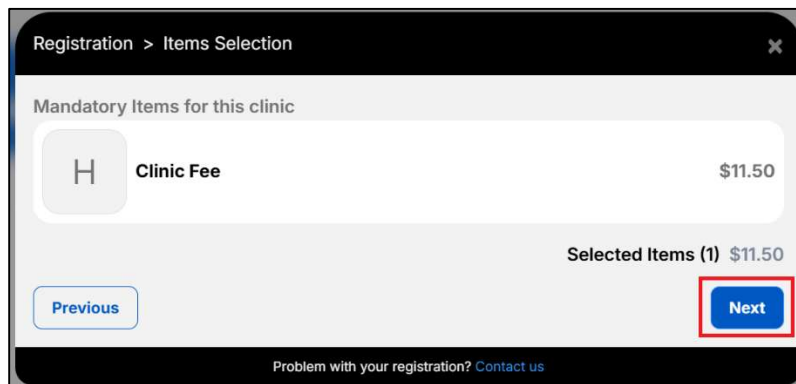 Registration > Items Selection ×
Mandatory Items for this clinic
H Clinic Fee $11.50
Selected Items (1) $11.50
Previous Next
Problem with your registration? Contact us